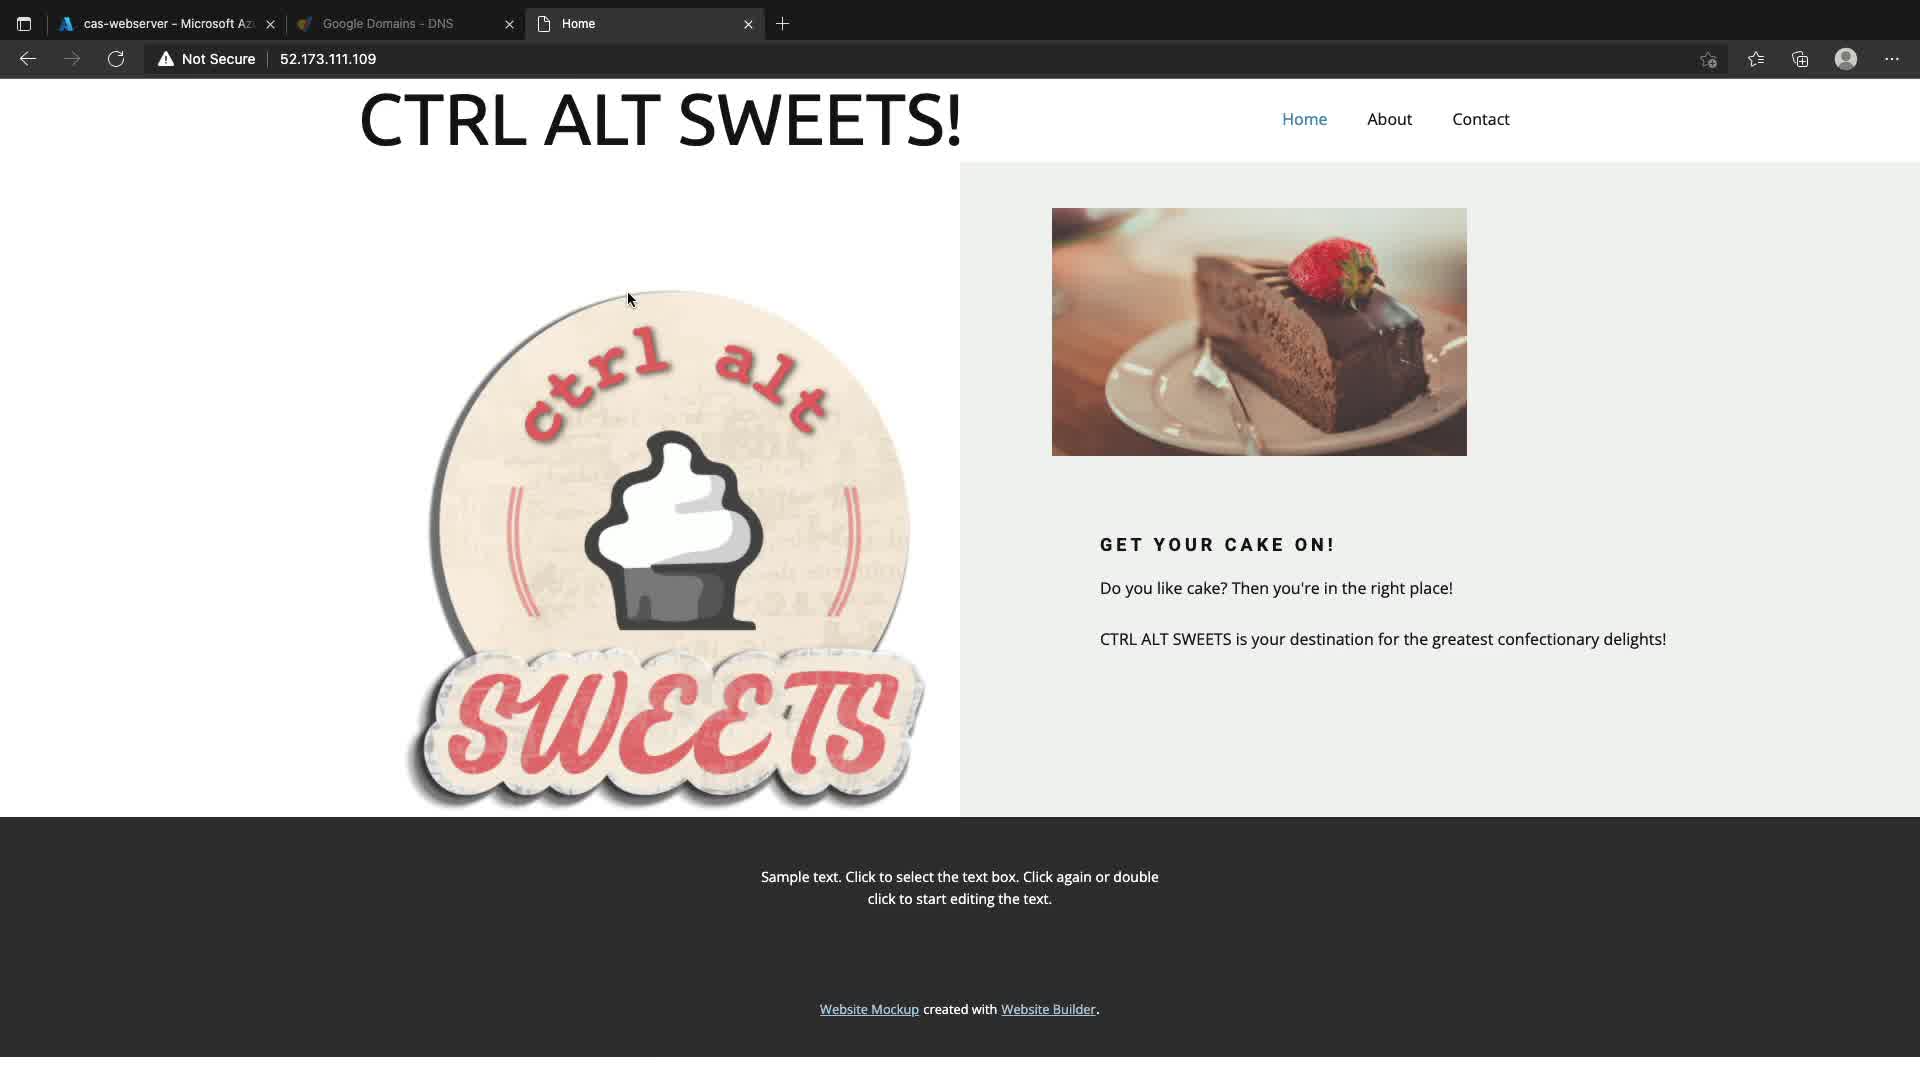 cas-webserver - Microsoft Az
Google Domains - DNS
Home
Not Secure
52.173.111.109
CTRL ALT SWEETS!
Home
About
Contact
ctrl alt
SWEETS
GET YOUR CAKE ON!
Do you like cake? Then you're in the right place!
CTRL ALT SWEETS is your destination for the greatest confectionary delights!
Sample text. Click to select the text box. Click again or double
click to start editing the text.
Website Mockup created with Website Builder.